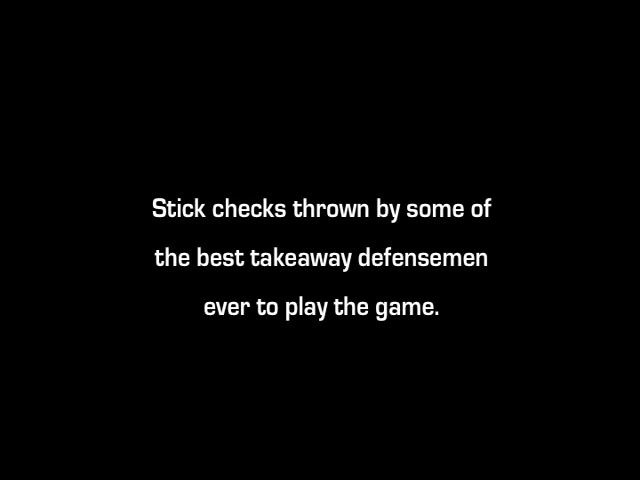 Stick checks thrown by some of
the best takeaway defensemen
ever to play the game.